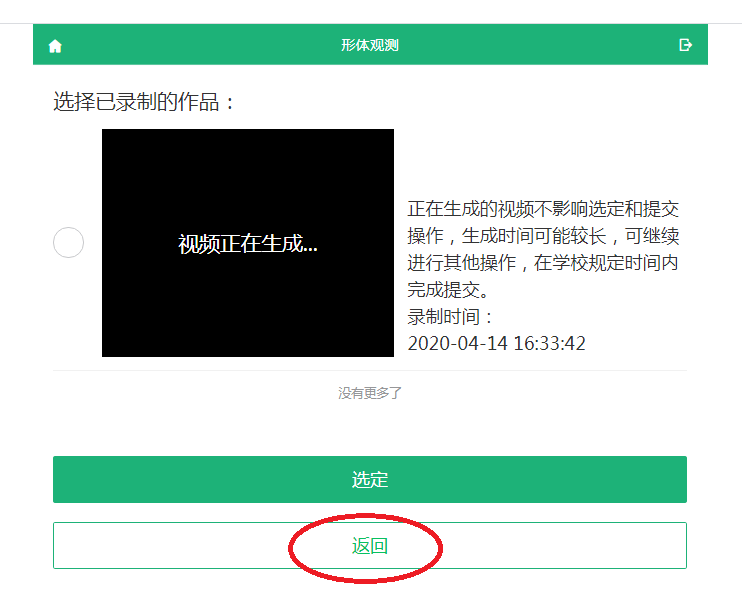 形体观测
选择已录制的作品：
视频正在生成...
正在生成的视频不影响选定和提交
操作，生成时间可能较长，可继续
进行其他操作，在学校规定时间内
完成提交。
录制时间：
2020-04-14 16:33:42
没有更多了
选定
返回